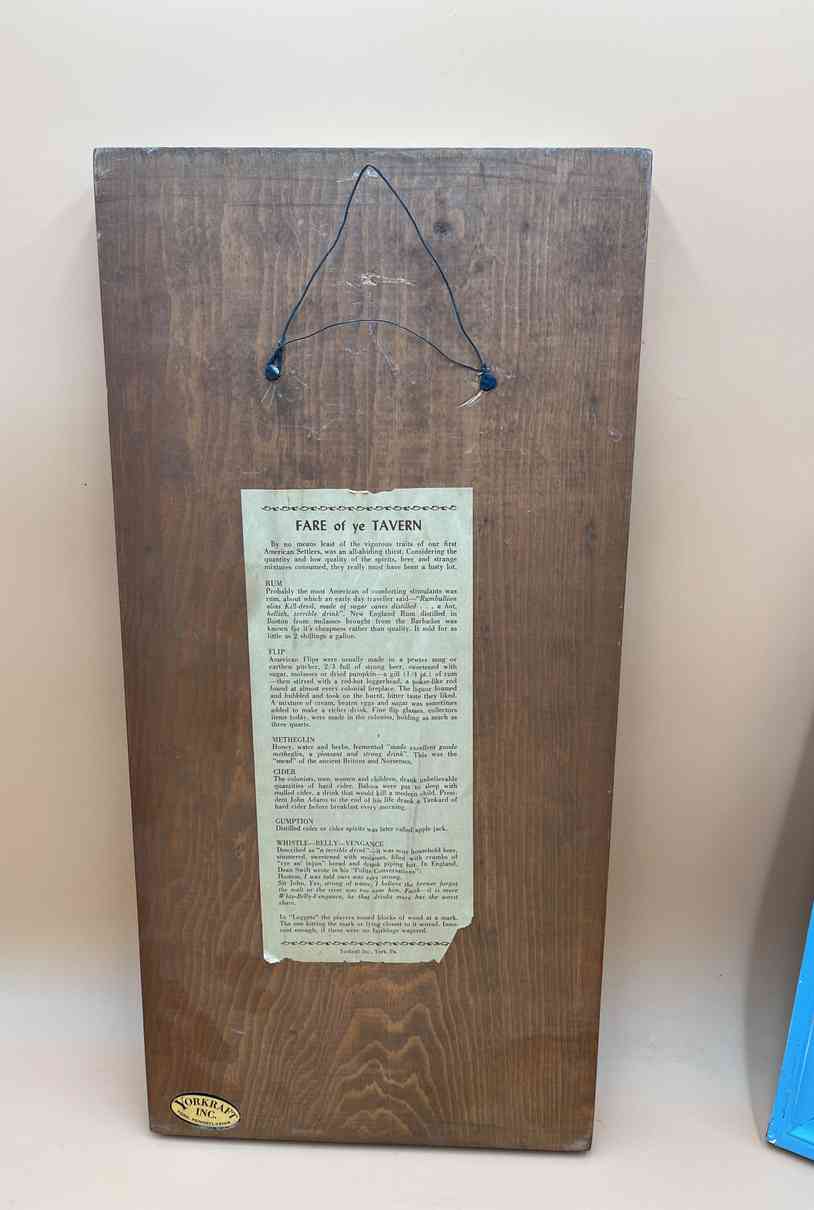 FARE of ye TAVERN
By no means least of the vigorous traits of our first
American Settlers, was an all-abiding thirst. Considering the
quantity and low quality of the spirits, beer and strange
mixtures consumed, they really must have been a lusty lot.
RUM
Probably the most American of comforting stimulants was
rum, about which an early day traveller said—"Rumbullion
alias Kill-devil, made of sugar canes distilled . . . a hot,
hellish, terrible drink". New England Rum distilled in
Boston from molasses brought from the Barbados was
known for it's cheapness rather than quality. It sold for as
little as 2 shillings a gallon.
FLIP
American Flips were usually made in a pewter mug or
earthen pitcher, 2/3 full of strong beer, sweetened with
sugar, molasses or dried pumpkin—a gill (1/4 pt.) of rum
—then stirred with a red-hot loggerhead, a poker-like rod
found at almost every colonial fireplace. The liquor foamed
and bubbled and took on the burnt, bitter taste they liked.
A mixture of cream, beaten eggs and sugar was sometimes
added to make a richer drink. Fine flip glasses, collectors
items today, were made in the colonies, holding as much as
three quarts.
METHEGLIN
Honey, water and herbs, fermented "made excellent goode
metheglin, a pleasant and strong drink". This was the
"mead" of the ancient Britons and Norsemen.
CIDER
The colonists, men, women and children, drank unbelievable
quantities of hard cider. Babies were put to sleep with
mulled cider, a drink that would kill a modern child. Presi-
dent John Adams to the end of his life drank a Tankard of
hard cider before breakfast every morning.
GUMPTION
Distilled cider or cider spirits was later called apple jack.
WHISTLE—BELLY—VENGANCE
Described as "a terrible drink"—it was sour household beer,
simmered, sweetened with molasses, filled with crumbs of
"rye an' injun" bread and drunk piping hot. In England,
Dean Swift wrote in his "Polite Conversations":
Hostess, I was told ours was very strong.
Sir John, Yes, strong of water, I believe the brewer forgot
the malt or the river was too near him. Faith—it is mere
Whip-Belly-Vengance, he that drinks most has the worst
share.
In "Loggets" the players tossed blocks of wood at a mark.
The one hitting the mark or lying closest to it scored. Inno-
cent enough, if there were no farthings wagered.
Yorkraft Inc., York, Pa.
YORKRAFT
INC.
YORK, PENNSYLVANIA